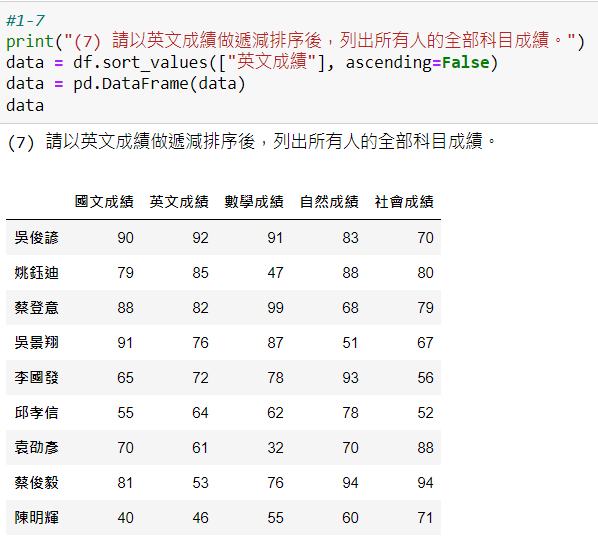 #1-7
print("(7) 請以英文成績做遞減排序後，列出所有人的全部科目成績。")
data = df.sort_values(["英文成績"], ascending=False)
data = pd.DataFrame(data)
data
(7) 請以英文成績做遞減排序後，列出所有人的全部科目成績。
國文成績 英文成績 數學成績 自然成績 社會成績
吳俊諺 90 92 91 83 70
姚鈺迪 79 85 47 88 80
蔡登意 88 82 99 68 79
吳景翔 91 76 87 51 67
李國發 65 72 78 93 56
邱孝信 55 64 62 78 52
袁劭彥 70 61 32 70 88
蔡俊毅 81 53 76 94 94
陳明輝 40 46 55 60 71